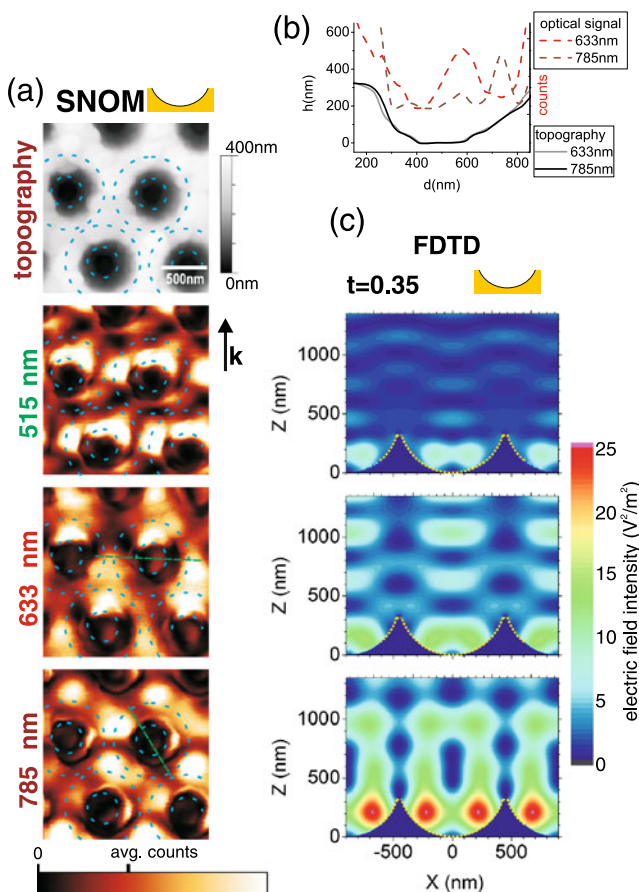 (a)
SNOM
topography
400nm
0nm
500nm
515 nm
k
633 nm
785 nm
0
avg. counts
(b)
600
400
200
0
h(nm)
200
400
600
800
d(nm)
counts
optical signal
633nm
785nm
topography
633nm
785nm
(c)
FDTD
t=0.35
1000
500
0
Z (nm)
1000
500
0
Z (nm)
1000
500
0
Z (nm)
-500
0
500
X (nm)
25
20
15
10
5
0
electric field intensity (V²/m²)